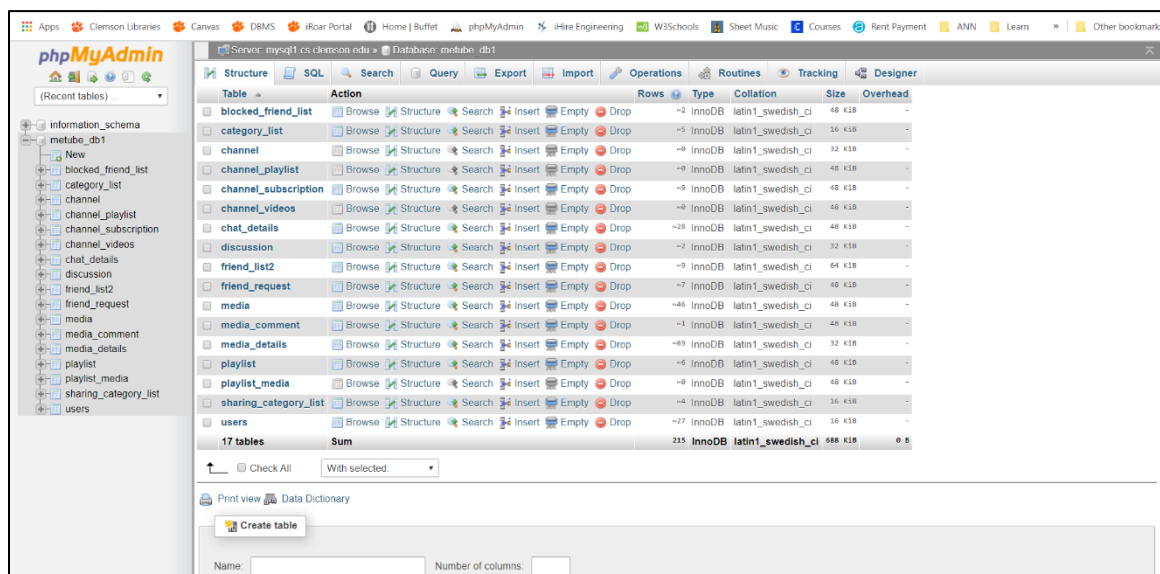 Apps Clemson Libraries Canvas DBMS iRoar Portal Home | Buffet phpMyAdmin iHire Engineering W3Schools Sheet Music Courses Rent Payment ANN Learn » Other bookmark
phpMyAdmin
(Recent tables) ...
information_schema
metube_db1
New
blocked_friend_list
category_list
channel
channel_playlist
channel_subscription
channel_videos
chat_details
discussion
friend_list2
friend_request
media
media_comment
media_details
playlist
playlist_media
sharing_category_list
users
Server: mysql1.cs.clemson.edu » Database: metube_db1
Structure SQL Search Query Export Import Operations Routines Tracking Designer
Table Action Rows Type Collation Size Overhead
blocked_friend_list Browse Structure Search Insert Empty Drop ~2 InnoDB latin1_swedish_ci 48 KiB -
category_list Browse Structure Search Insert Empty Drop ~5 InnoDB latin1_swedish_ci 16 KiB -
channel Browse Structure Search Insert Empty Drop ~0 InnoDB latin1_swedish_ci 32 KiB -
channel_playlist Browse Structure Search Insert Empty Drop ~0 InnoDB latin1_swedish_ci 48 KiB -
channel_subscription Browse Structure Search Insert Empty Drop ~9 InnoDB latin1_swedish_ci 48 KiB -
channel_videos Browse Structure Search Insert Empty Drop ~0 InnoDB latin1_swedish_ci 48 KiB -
chat_details Browse Structure Search Insert Empty Drop ~28 InnoDB latin1_swedish_ci 48 KiB -
discussion Browse Structure Search Insert Empty Drop ~2 InnoDB latin1_swedish_ci 32 KiB -
friend_list2 Browse Structure Search Insert Empty Drop ~9 InnoDB latin1_swedish_ci 64 KiB -
friend_request Browse Structure Search Insert Empty Drop ~7 InnoDB latin1_swedish_ci 48 KiB -
media Browse Structure Search Insert Empty Drop ~46 InnoDB latin1_swedish_ci 48 KiB -
media_comment Browse Structure Search Insert Empty Drop ~1 InnoDB latin1_swedish_ci 48 KiB -
media_details Browse Structure Search Insert Empty Drop ~69 InnoDB latin1_swedish_ci 32 KiB -
playlist Browse Structure Search Insert Empty Drop ~6 InnoDB latin1_swedish_ci 48 KiB -
playlist_media Browse Structure Search Insert Empty Drop ~0 InnoDB latin1_swedish_ci 48 KiB -
sharing_category_list Browse Structure Search Insert Empty Drop ~4 InnoDB latin1_swedish_ci 16 KiB -
users Browse Structure Search Insert Empty Drop ~27 InnoDB latin1_swedish_ci 16 KiB -
17 tables Sum 215 InnoDB latin1_swedish_ci 688 KiB 0 B
Check All With selected:
Print view Data Dictionary
Create table
Name: Number of columns: